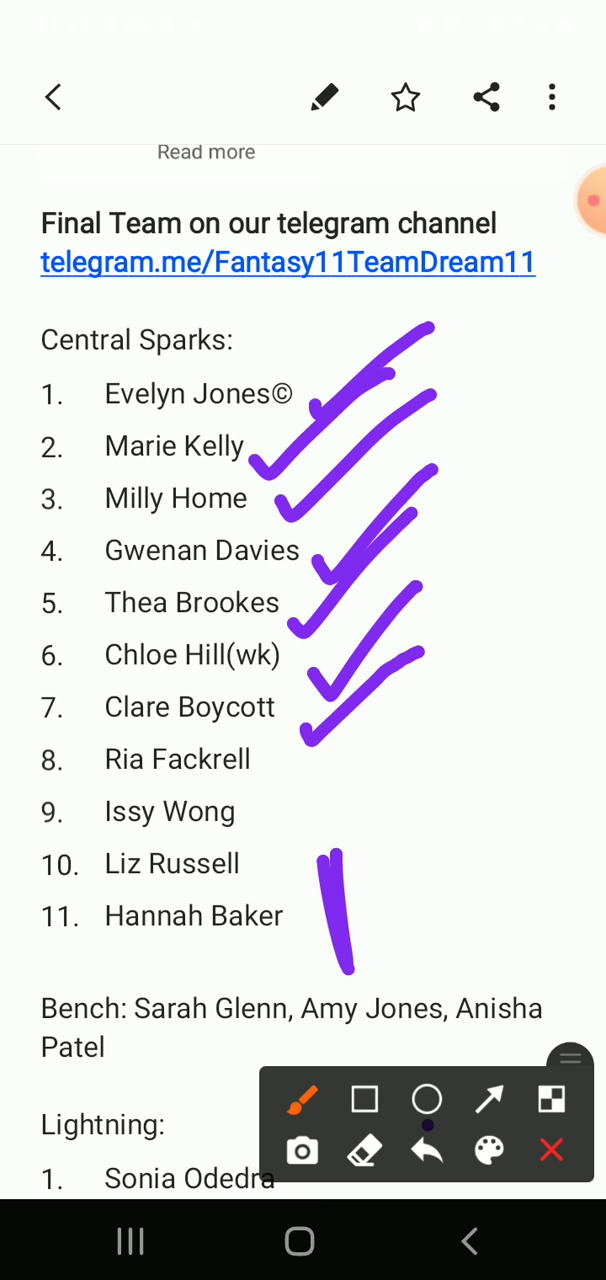 Read more
Final Team on our telegram channel
telegram.me/Fantasy11TeamDream11
Central Sparks:
1. Evelyn Jones©
2. Marie Kelly
3. Milly Home
4. Gwenan Davies
5. Thea Brookes
6. Chloe Hill(wk)
7. Clare Boycott
8. Ria Fackrell
9. Issy Wong
10. Liz Russell
11. Hannah Baker
Bench: Sarah Glenn, Amy Jones, Anisha
Patel
Lightning:
1. Sonia Odedra